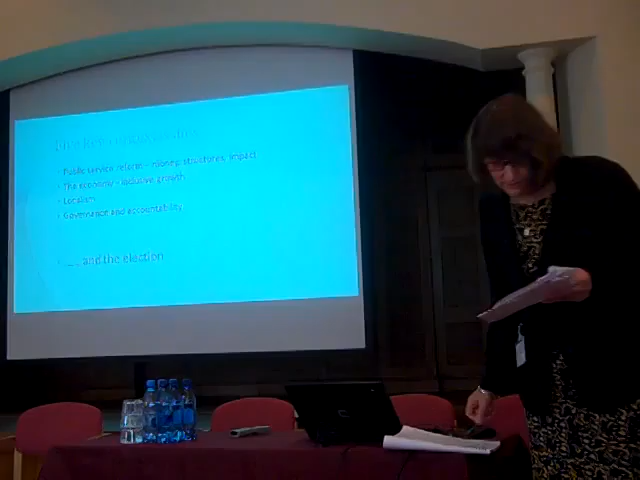 • Public service reform – money, structures, impact
• The economy – inclusive growth
• Localism
• Governance and accountability
and the election